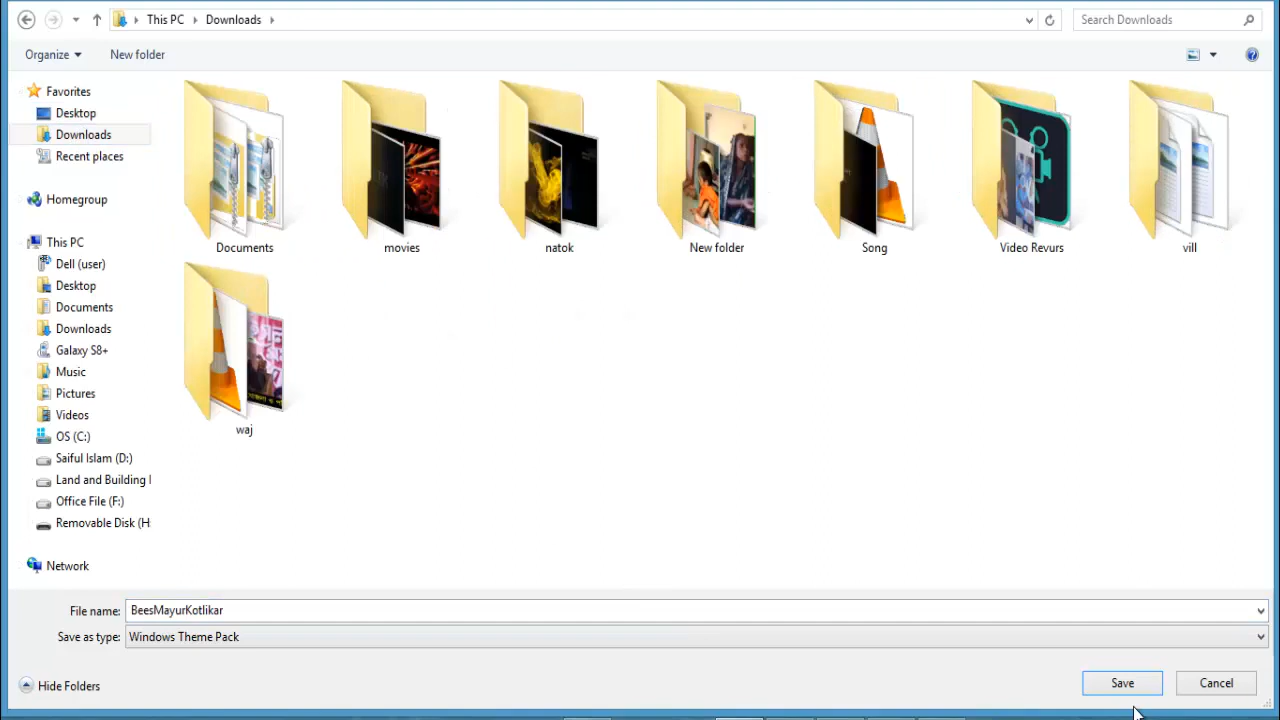 This PC Downloads
Search Downloads
Organize
New folder
Favorites
Desktop
Downloads
Recent places
Homegroup
This PC
Dell (user)
Desktop
Documents
Downloads
Galaxy S8+
Music
Pictures
Videos
OS (C:)
Saiful Islam (D:)
Land and Building
Office File (F:)
Removable Disk (H
Network
Documents
movies
natok
New folder
Song
Video Revurs
vill
waj
File name: BeesMayurKotlikar
Save as type: Windows Theme Pack
Hide Folders
Save
Cancel